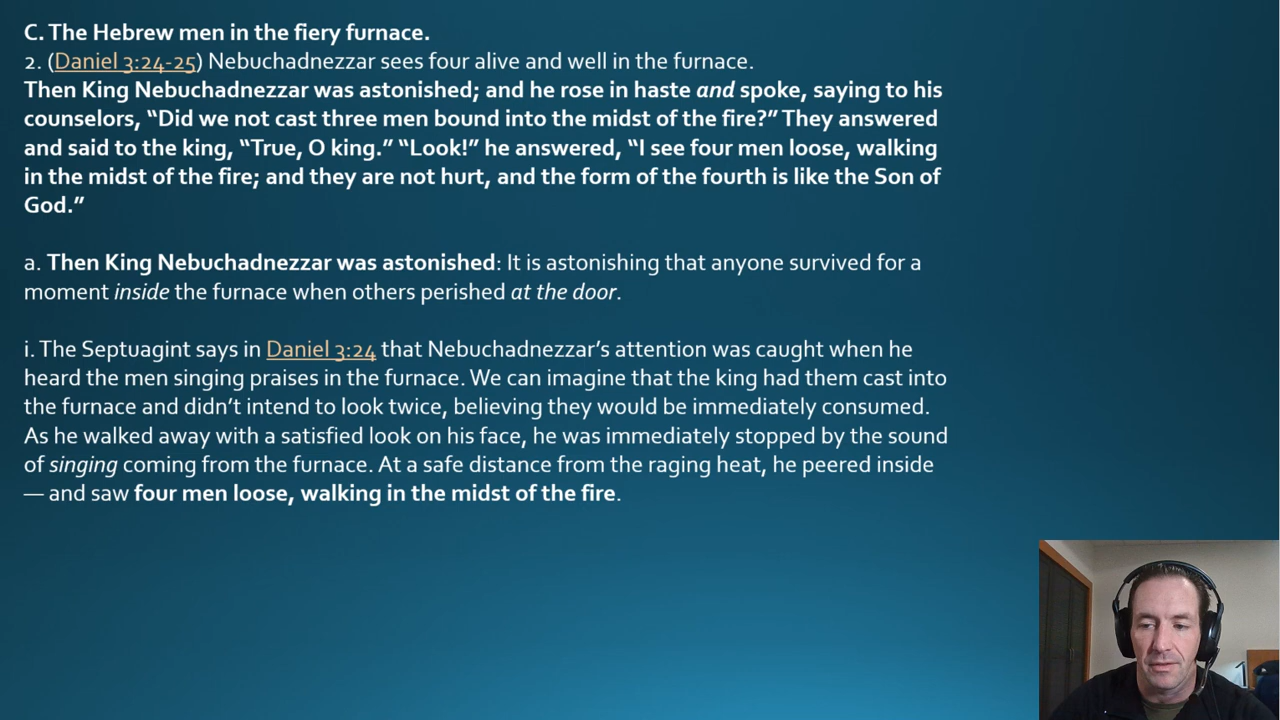 C. The Hebrew men in the fiery furnace.
2. (Daniel 3:24-25) Nebuchadnezzar sees four alive and well in the furnace.
Then King Nebuchadnezzar was astonished; and he rose in haste and spoke, saying to his
counselors, “Did we not cast three men bound into the midst of the fire?” They answered
and said to the king, “True, O king.” “Look!” he answered, “I see four men loose, walking
in the midst of the fire; and they are not hurt, and the form of the fourth is like the Son of
God.”
a. Then King Nebuchadnezzar was astonished: It is astonishing that anyone survived for a
moment inside the furnace when others perished at the door.
i. The Septuagint says in Daniel 3:24 that Nebuchadnezzar’s attention was caught when he
heard the men singing praises in the furnace. We can imagine that the king had them cast into
the furnace and didn’t intend to look twice, believing they would be immediately consumed.
As he walked away with a satisfied look on his face, he was immediately stopped by the sound
of singing coming from the furnace. At a safe distance from the raging heat, he peered inside
— and saw four men loose, walking in the midst of the fire.